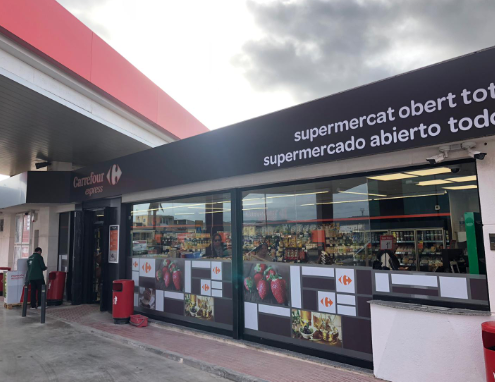 supermercat obert tot
supermercado abierto todo
Carrefour
express